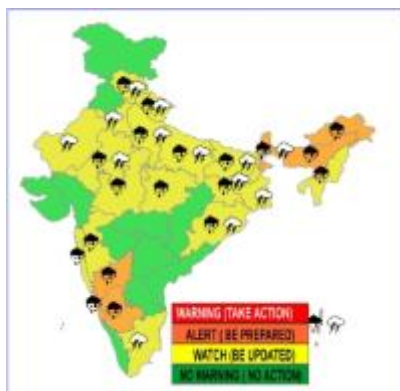 WARNING (TAKE ACTION)
ALERT ( BE PREPARED)
WATCH (BE UPDATED)
NO WARNING ( NO ACTION)